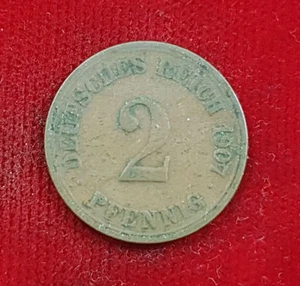 DEUTSCHES REICH 1907
2
PFENNIG